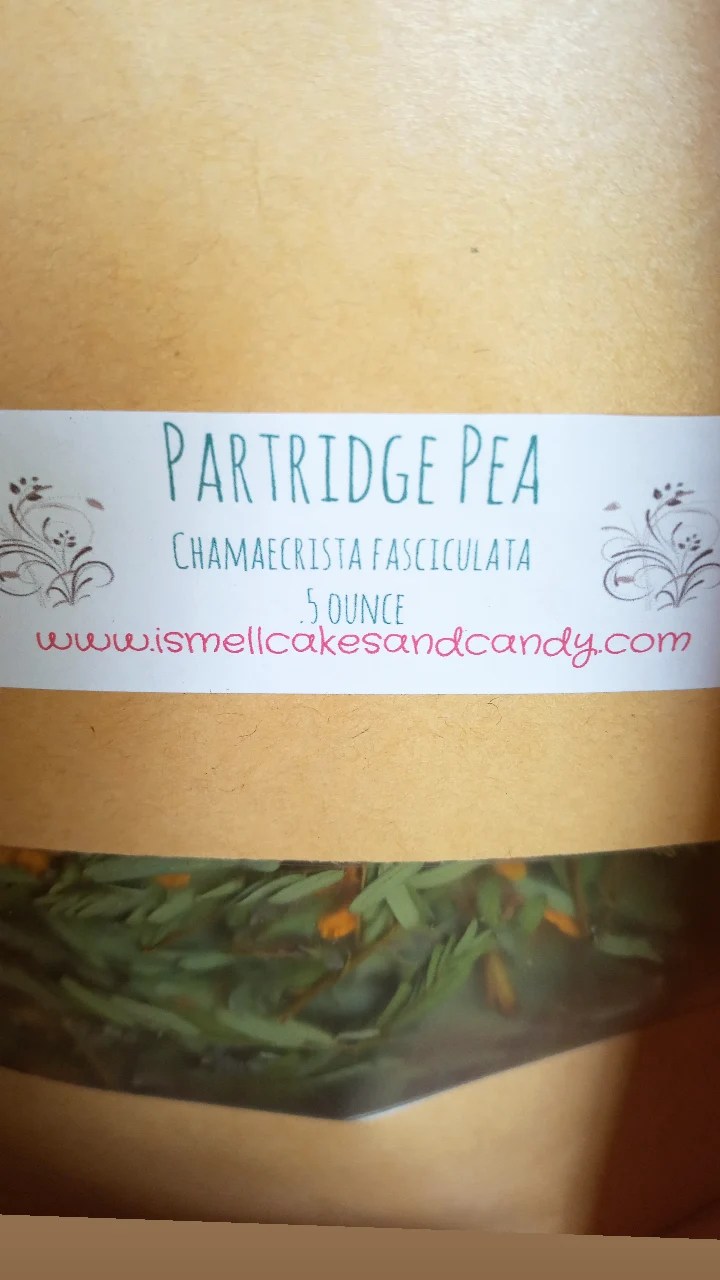 Partridge Pea
Chamaecrista fasciculata
.5 ounce
www.ismellcakesandcandy.com